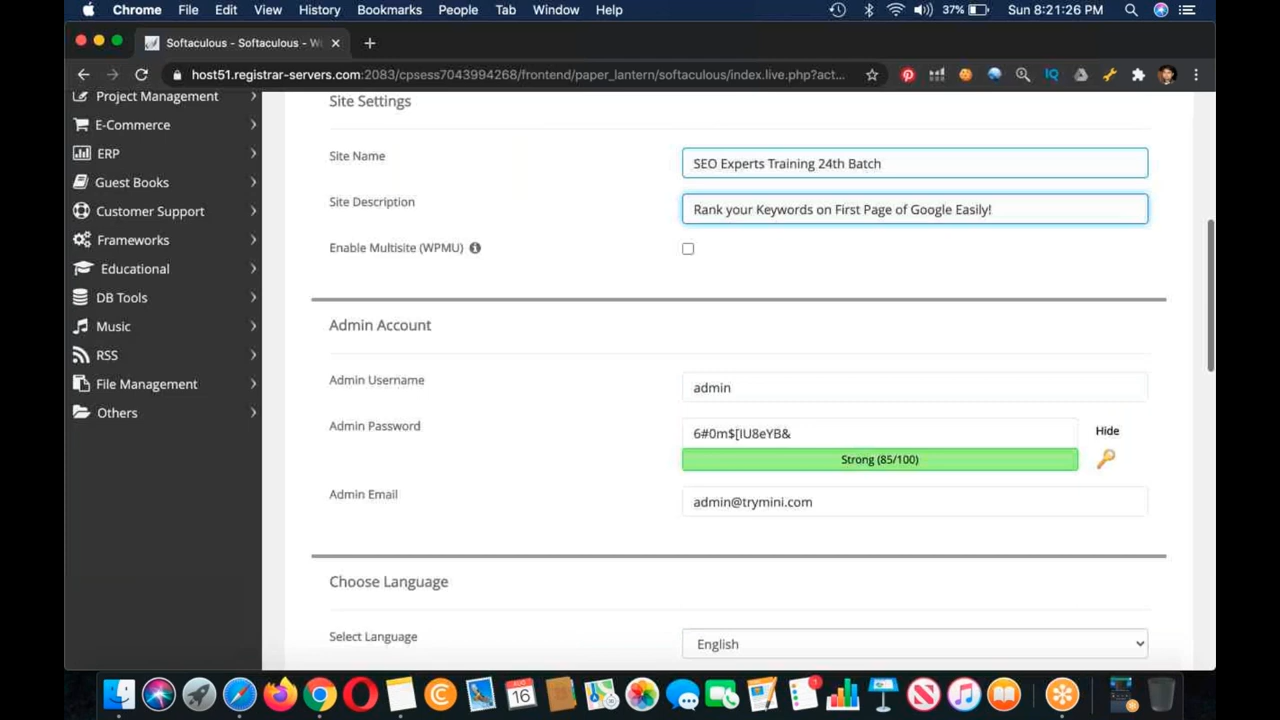 Chrome File Edit View History Bookmarks People Tab Window Help 37% Sun 8:21:26 PM
Softaculous - Softaculous - W
host51.registrar-servers.com:2083/cpsess7043994268/frontend/paper_lantern/softaculous/index.live.php?act...
IQ
Project Management
E-Commerce
ERP
Guest Books
Customer Support
Frameworks
Educational
DB Tools
Music
RSS
File Management
Others
Site Settings
Site Name SEO Experts Training 24th Batch
Site Description Rank your Keywords on First Page of Google Easily!
Enable Multisite (WPMU)
Admin Account
Admin Username admin
Admin Password 6#0m$[IU8eYB& Hide
Strong (85/100)
Admin Email admin@trymini.com
Choose Language
Select Language English
16
1